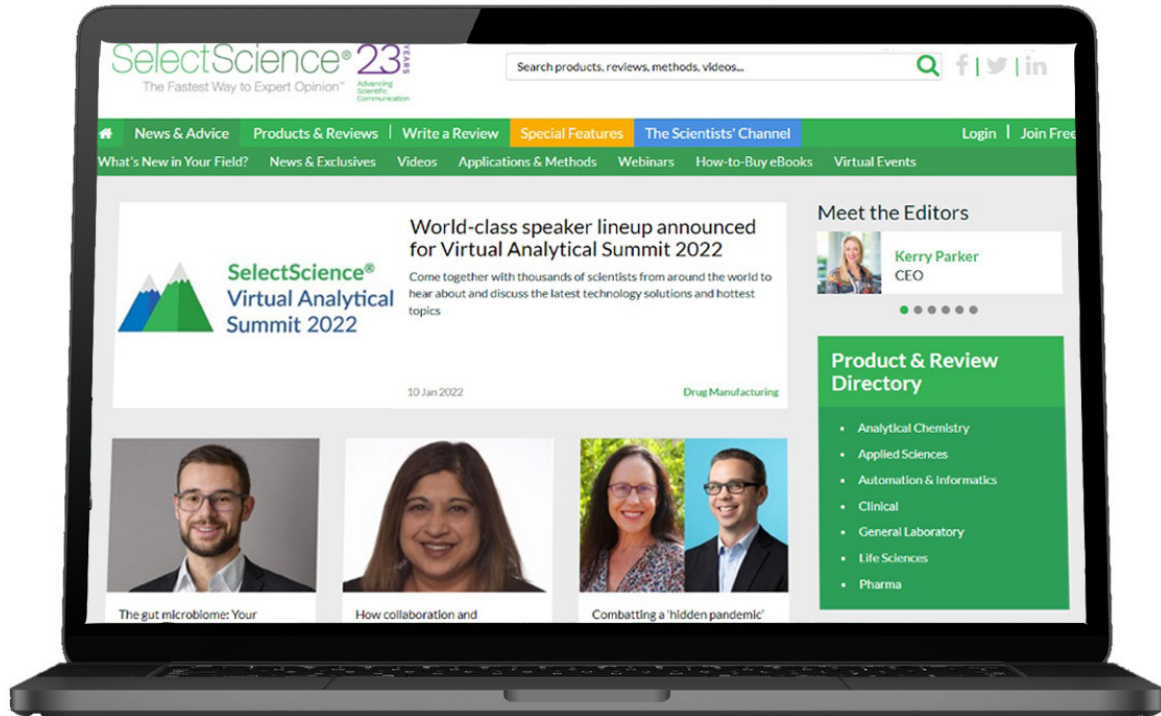 SelectScience® 23 YEARS
The Fastest Way to Expert Opinion™
Advancing
Scientific
Communication
Search products, reviews, methods, videos...
f | | in
News & Advice Products & Reviews | Write a Review Special Features The Scientists' Channel Login | Join Free
What's New in Your Field? News & Exclusives Videos Applications & Methods Webinars How-to-Buy eBooks Virtual Events
SelectScience®
Virtual Analytical
Summit 2022
World-class speaker lineup announced
for Virtual Analytical Summit 2022
Come together with thousands of scientists from around the world to
hear about and discuss the latest technology solutions and hottest
topics
10 Jan 2022 Drug Manufacturing
Meet the Editors
Kerry Parker
CEO
Product & Review
Directory
• Analytical Chemistry
• Applied Sciences
• Automation & Informatics
• Clinical
• General Laboratory
• Life Sciences
• Pharma
The gut microbiome: Your
How collaboration and
Combatting a 'hidden pandemic'